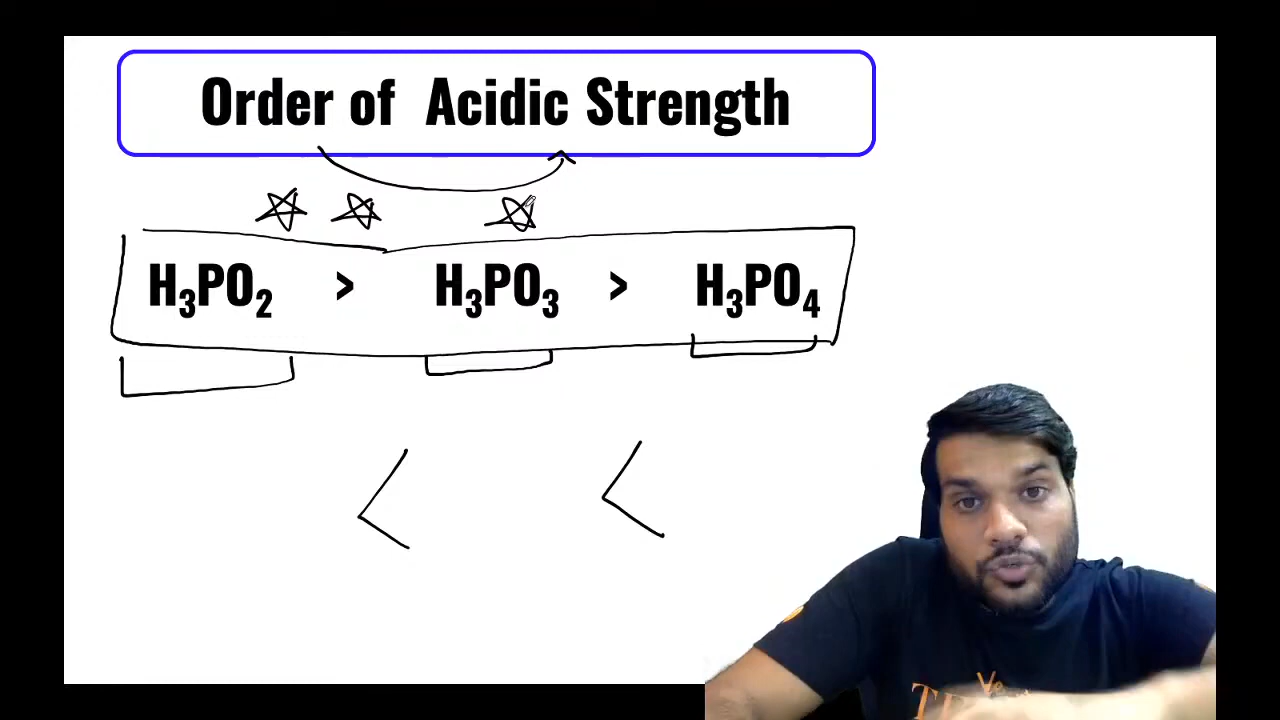 Order of Acidic Strength
H₃PO₂ > H₃PO₃ > H₃PO₄
< <